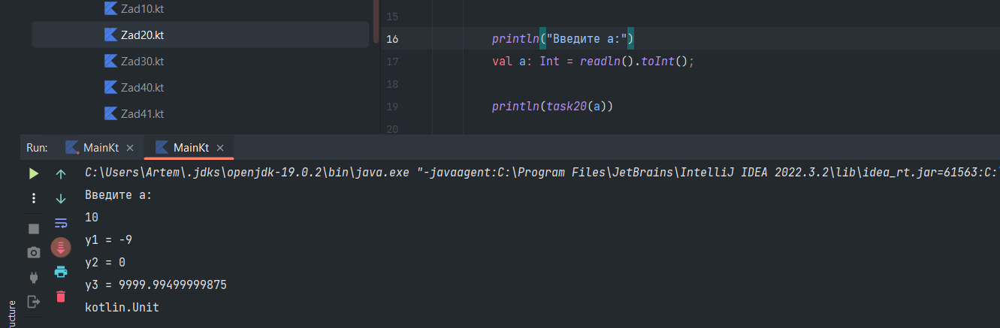 Zad10.kt
Zad20.kt
Zad30.kt
Zad40.kt
Zad41.kt
15
16 println("Введите a:")
17 val a: Int = readln().toInt();
18
19 println(task20(a))
20
Run: MainKt × MainKt ×
C:\Users\Artem\.jdks\openjdk-19.0.2\bin\java.exe "-javaagent:C:\Program Files\JetBrains\IntelliJ IDEA 2022.3.2\lib\idea_rt.jar=61563:C:
Введите a:
10
y1 = -9
y2 = 0
y3 = 9999.99499999875
kotlin.Unit
ructure